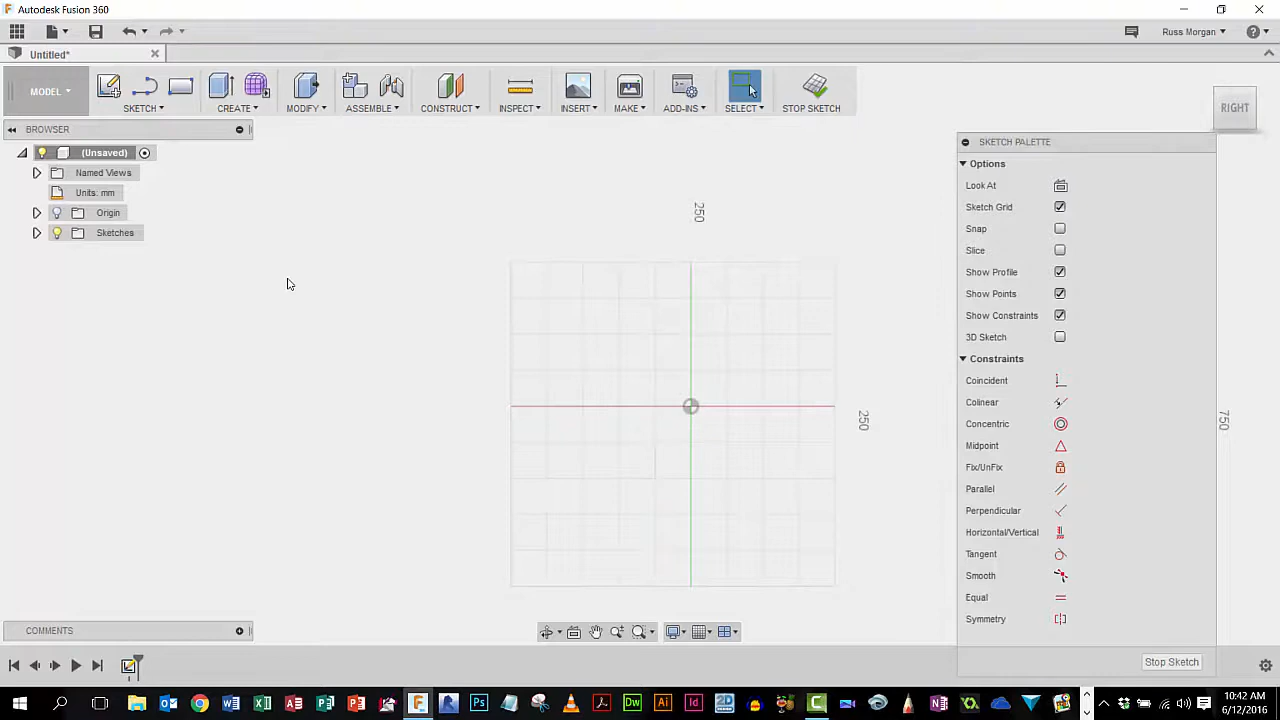 Autodesk Fusion 360
Russ Morgan
Untitled*
MODEL
SKETCH
CREATE
MODIFY
ASSEMBLE
CONSTRUCT
INSPECT
INSERT
MAKE
ADD-INS
SELECT
STOP SKETCH
RIGHT
BROWSER
(Unsaved)
Named Views
Units: mm
Origin
Sketches
250
250
750
SKETCH PALETTE
Options
Look At
Sketch Grid
Snap
Slice
Show Profile
Show Points
Show Constraints
3D Sketch
Constraints
Coincident
Colinear
Concentric
Midpoint
Fix/UnFix
Parallel
Perpendicular
Horizontal/Vertical
Tangent
Smooth
Equal
Symmetry
Stop Sketch
COMMENTS
10:42 AM
6/12/2016